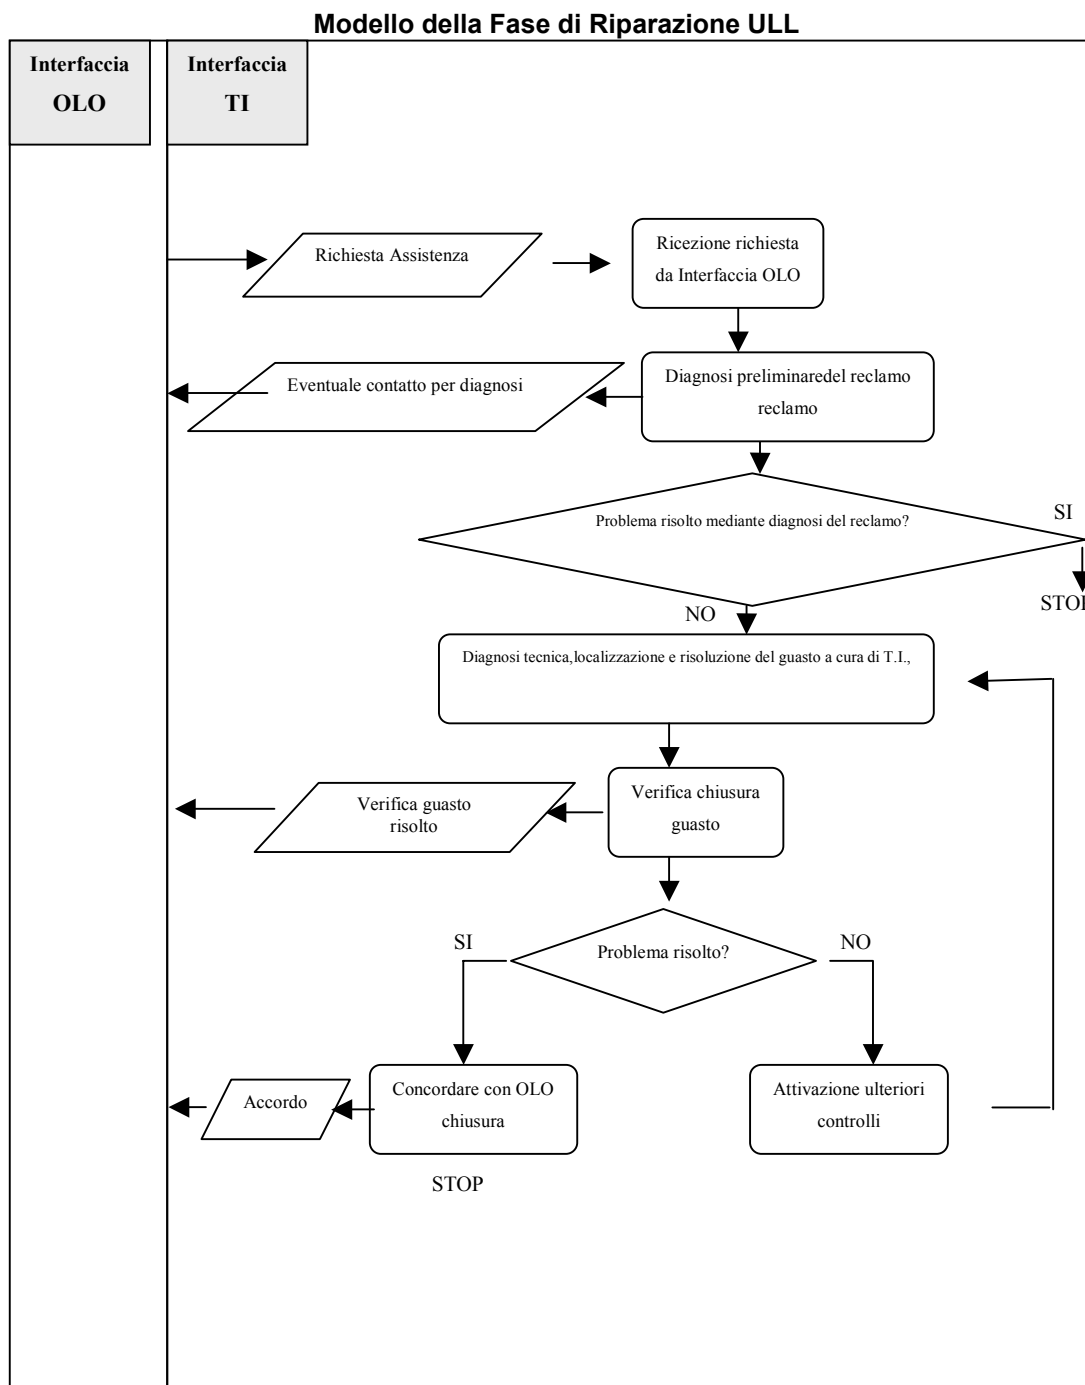 Modello della Fase di Riparazione ULL
Interfaccia
OLO
Interfaccia
TI
Richiesta Assistenza
Ricezione richiesta
da Interfaccia OLO
Eventuale contatto per diagnosi
Diagnosi preliminaredel reclamo
reclamo
Problema risolto mediante diagnosi del reclamo?
SI
STOP
NO
Diagnosi tecnica,localizzazione e risoluzione del guasto a cura di T.I.,
Verifica guasto
risolto
Verifica chiusura
guasto
SI
Problema risolto?
NO
Accordo
Concordare con OLO
chiusura
Attivazione ulteriori
controlli
STOP